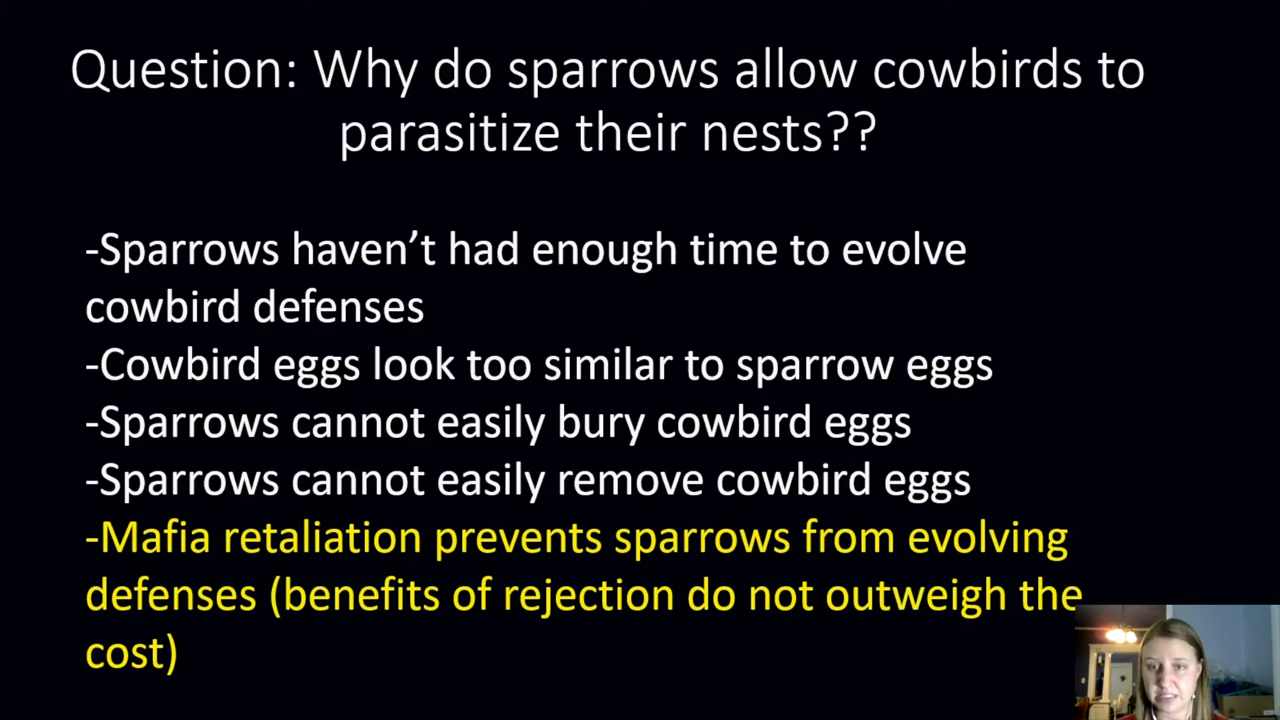 Question: Why do sparrows allow cowbirds to
parasitize their nests??
-Sparrows haven’t had enough time to evolve
cowbird defenses
-Cowbird eggs look too similar to sparrow eggs
-Sparrows cannot easily bury cowbird eggs
-Sparrows cannot easily remove cowbird eggs
-Mafia retaliation prevents sparrows from evolving
defenses (benefits of rejection do not outweigh the
cost)